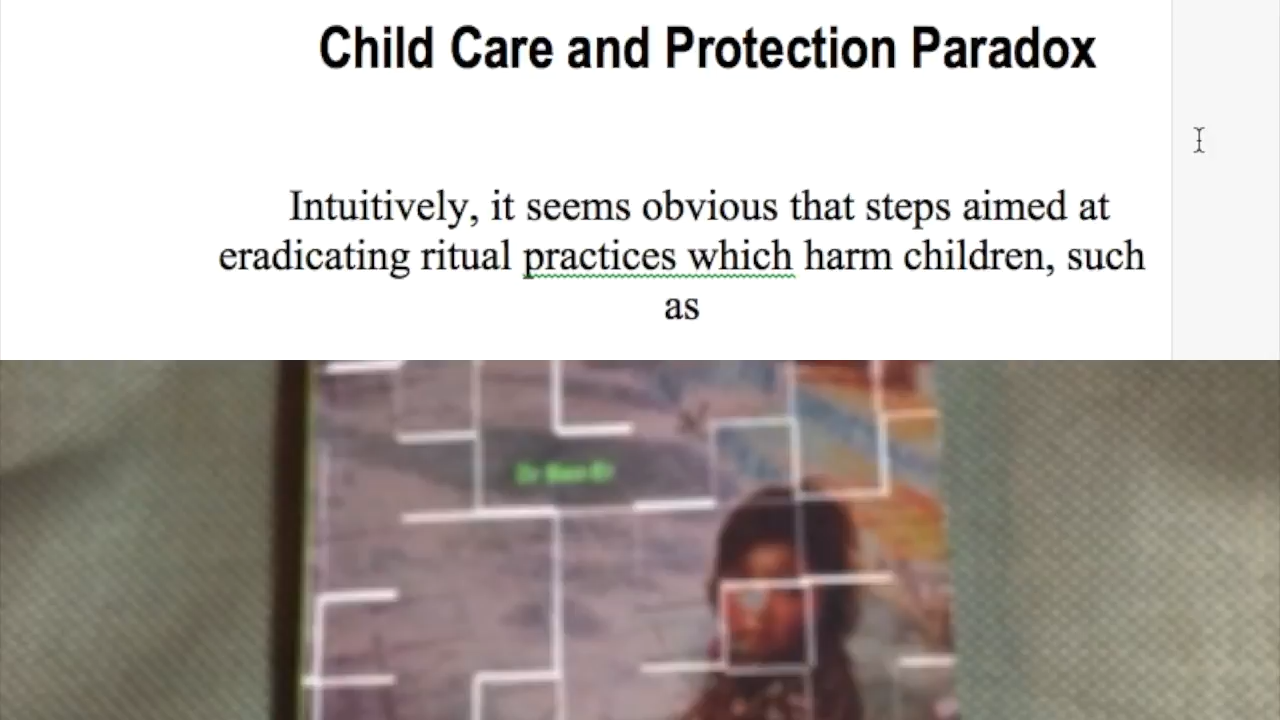 Child Care and Protection Paradox
Intuitively, it seems obvious that steps aimed at
eradicating ritual practices which harm children, such
as